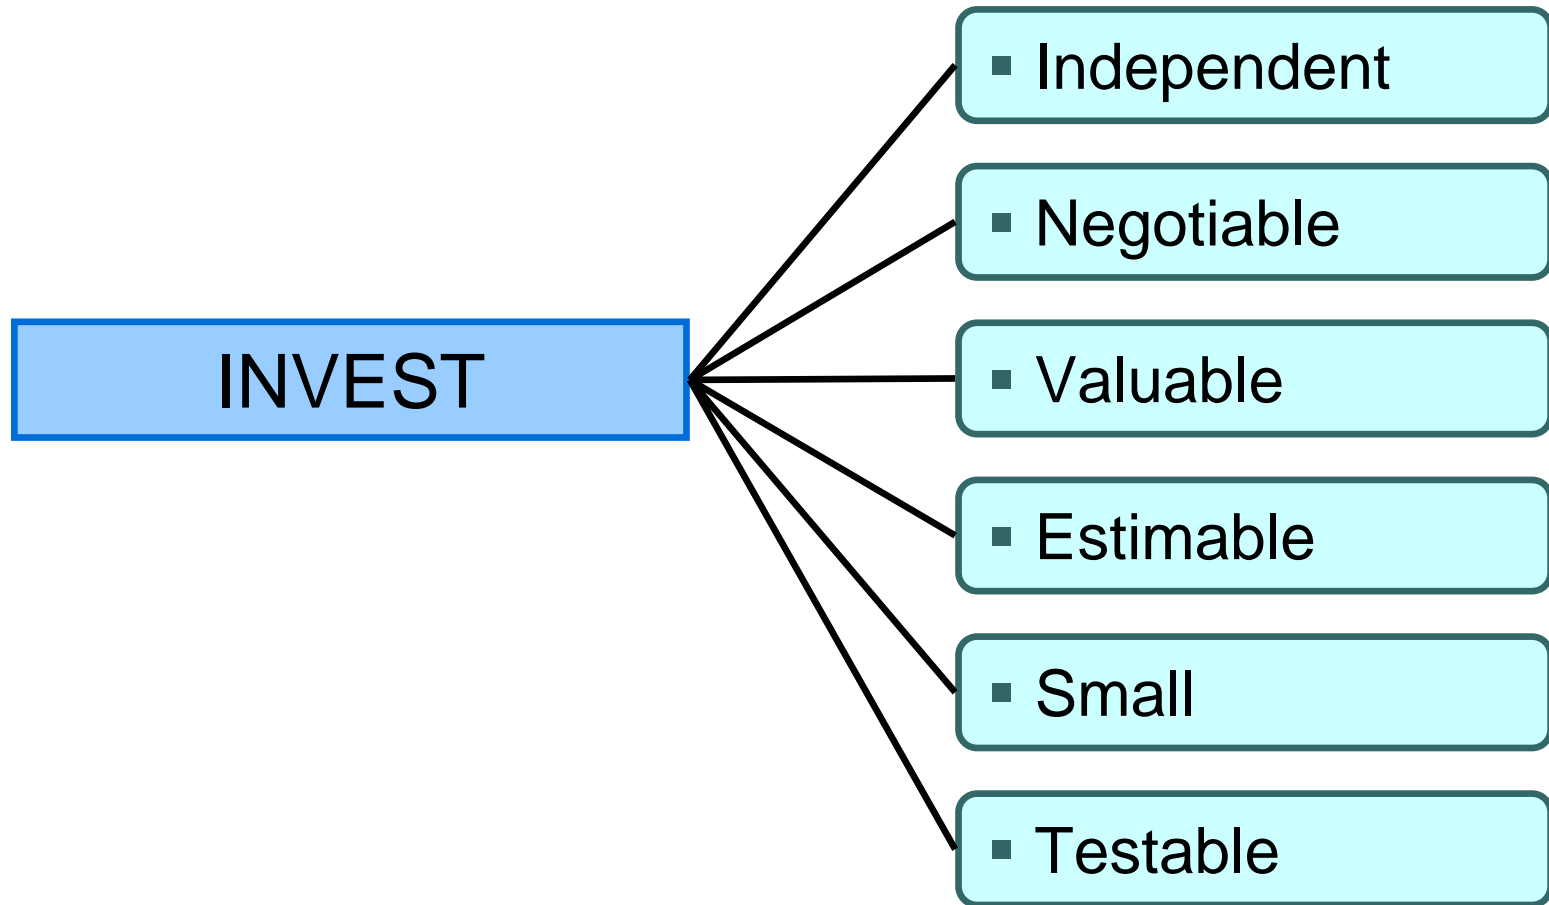 INVEST
Independent
Negotiable
Valuable
Estimable
Small
Testable